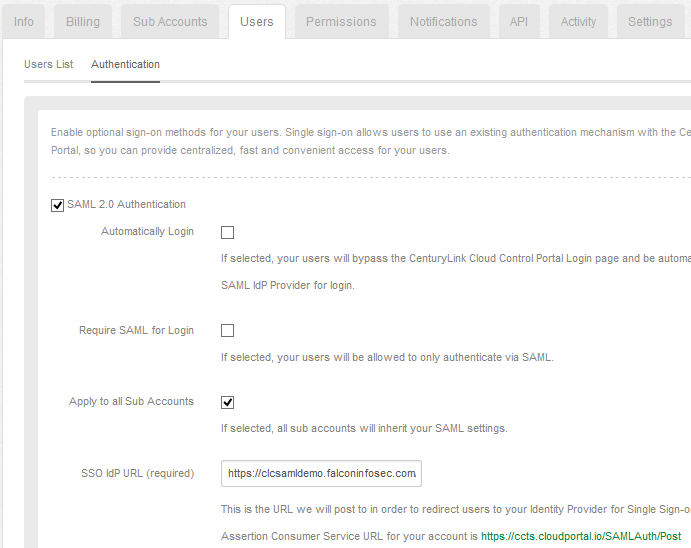 Info Billing Sub Accounts Users Permissions Notifications API Activity Settings
Users List Authentication
Enable optional sign-on methods for your users. Single sign-on allows users to use an existing authentication mechanism with the
Portal, so you can provide centralized, fast and convenient access for your users.
SAML 2.0 Authentication
Automatically Login
If selected, your users will bypass the CenturyLink Cloud Control Portal Login page and be
SAML IdP Provider for login.
Require SAML for Login
If selected, your users will be allowed to only authenticate via SAML.
Apply to all Sub Accounts
If selected, all sub accounts will inherit your SAML settings.
SSO IdP URL (required) https://clcsamldemo.falconinfosec.com
This is the URL we will post to in order to redirect users to your Identity Provider for Single
Assertion Consumer Service URL for your account is https://ccts.cloudportal.io/SAMLAuth/Post